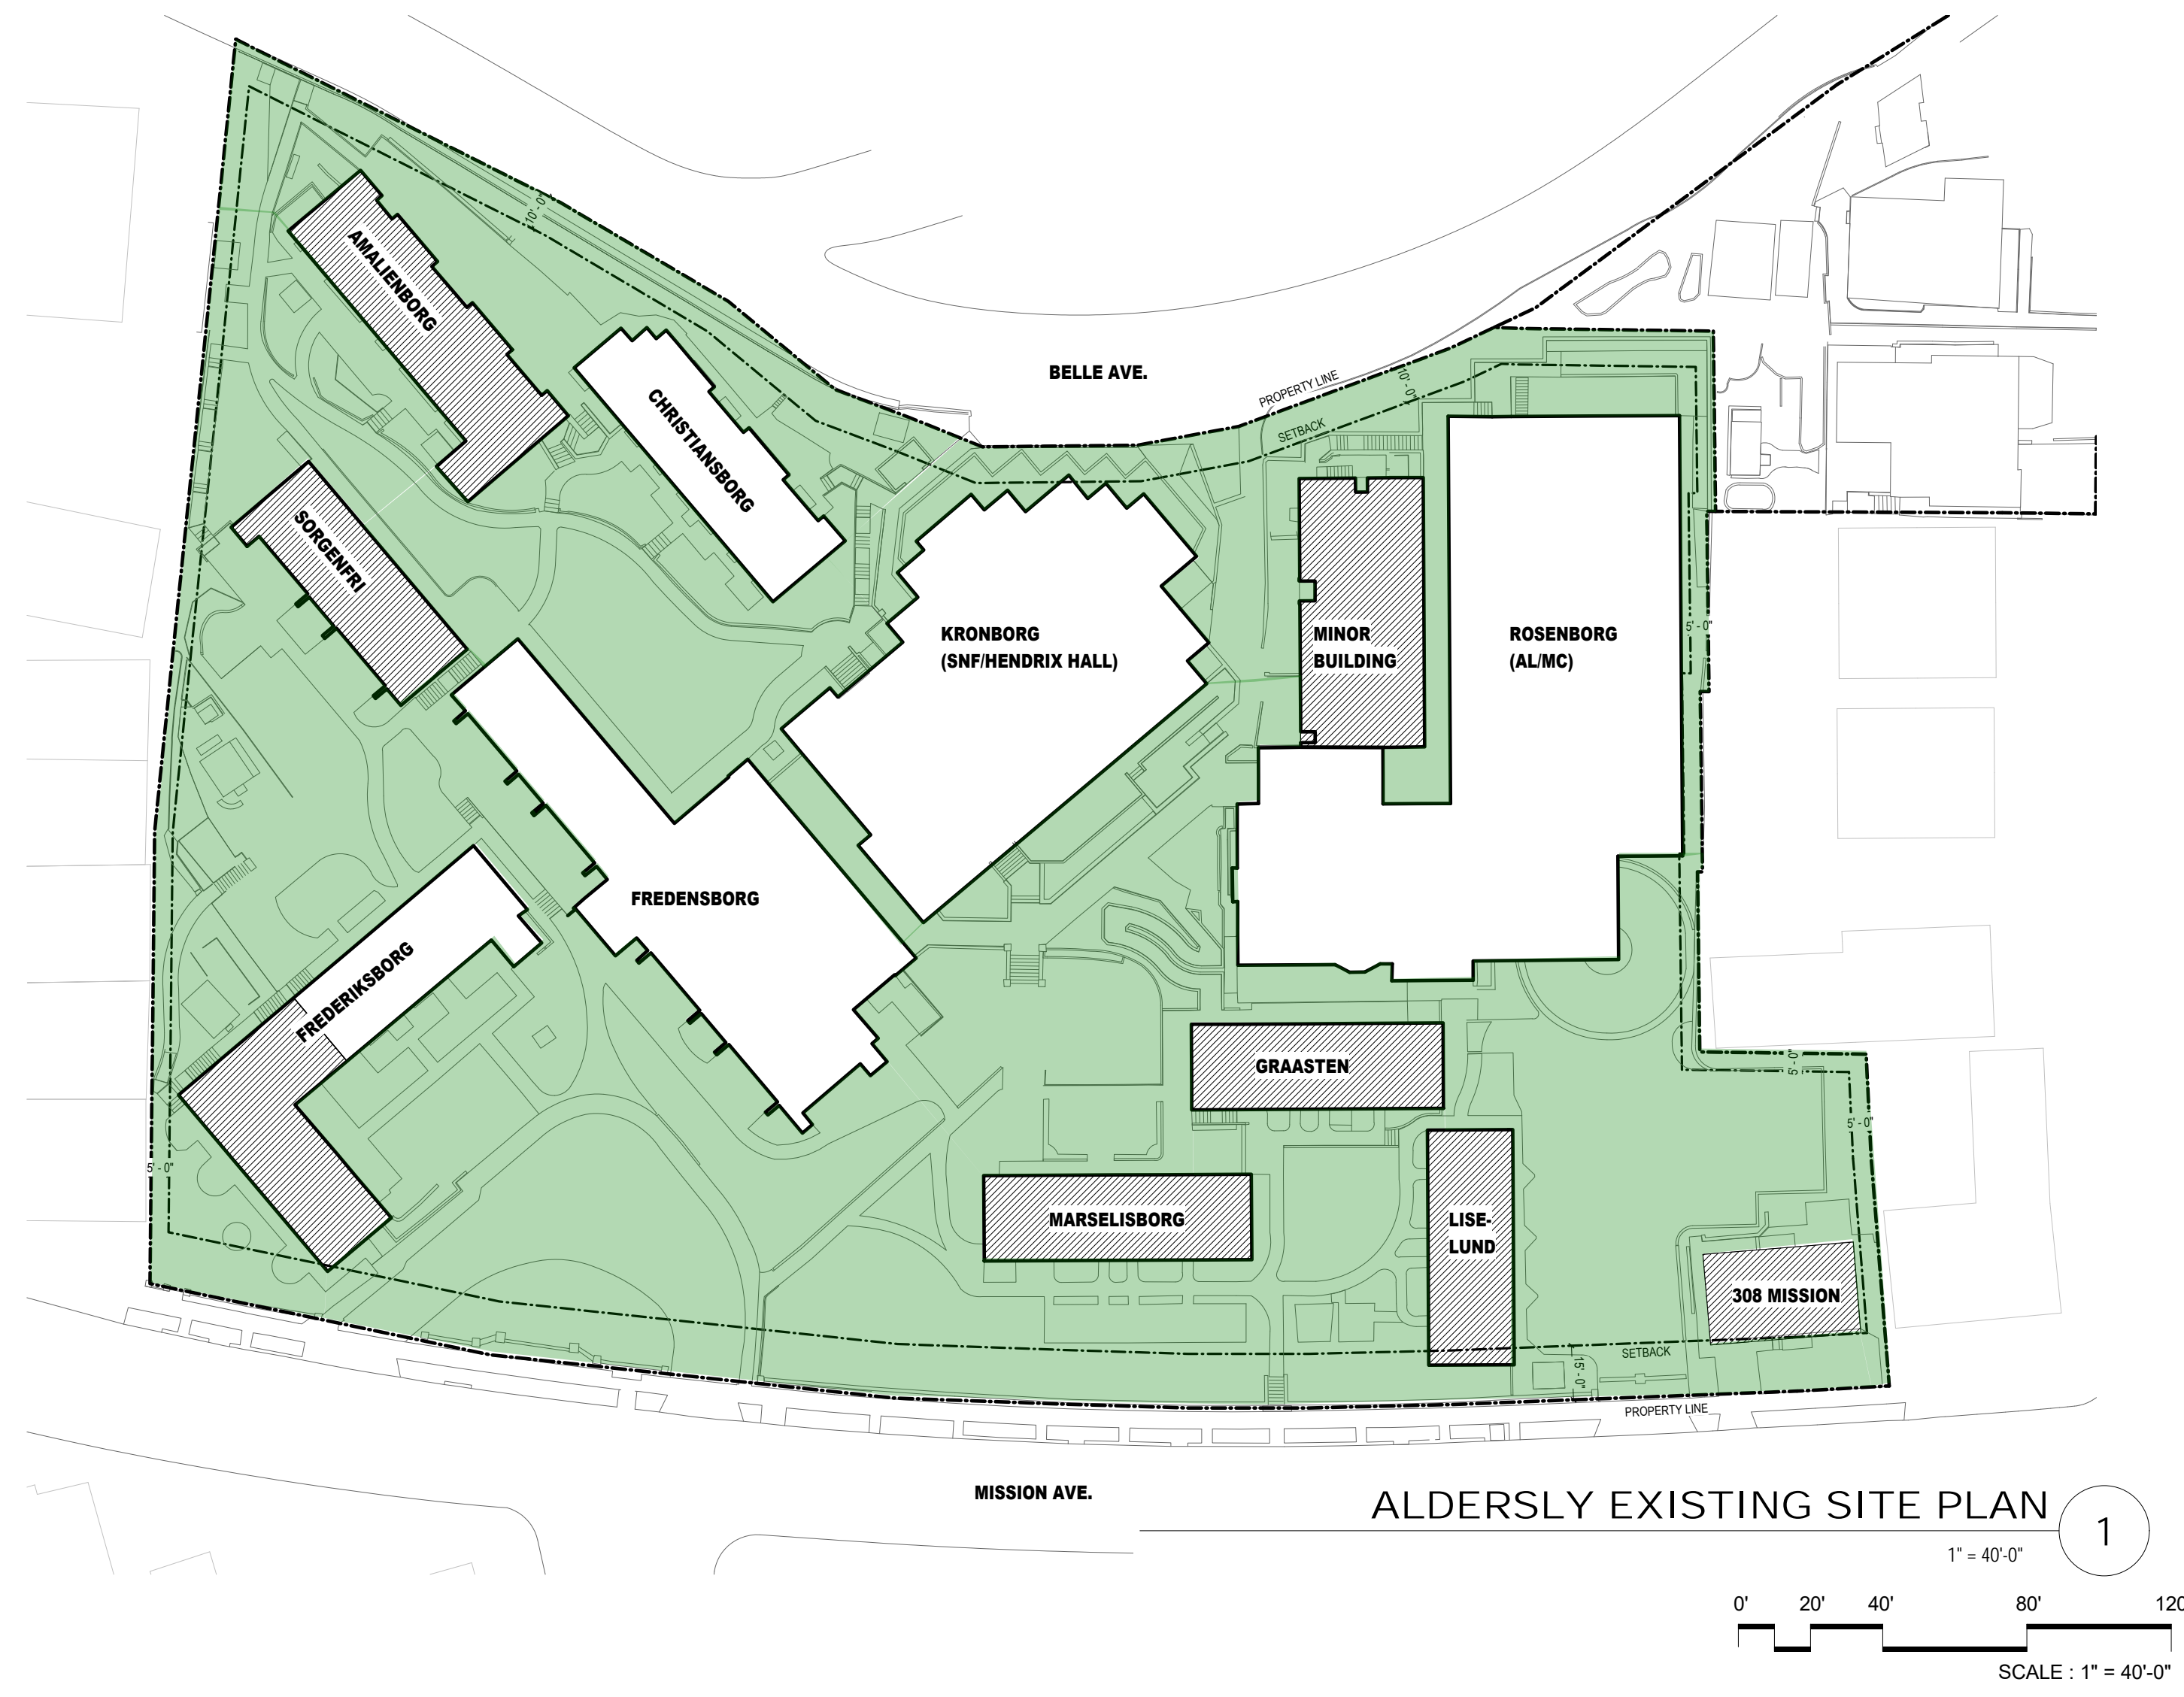 10' - 0"
AMALIENBORG
BELLE AVE.
PROPERTY LINE
10' - 0"
CHRISTIANSBORG
SETBACK
SORGENFRI
KRONBORG
(SNF/HENDRIX HALL)
MINOR
BUILDING
ROSENBORG
(AL/MC)
5' - 0"
FREDENSBORG
FREDERIKSBORG
GRAASTEN
5' - 0"
5' - 0"
5' - 0"
MARSELISBORG
LISE-
LUND
308 MISSION
SETBACK
15' - 0"
PROPERTY LINE
MISSION AVE.
ALDERSLY EXISTING SITE PLAN
1
1" = 40'-0"
0' 20' 40' 80' 120
SCALE : 1" = 40'-0"